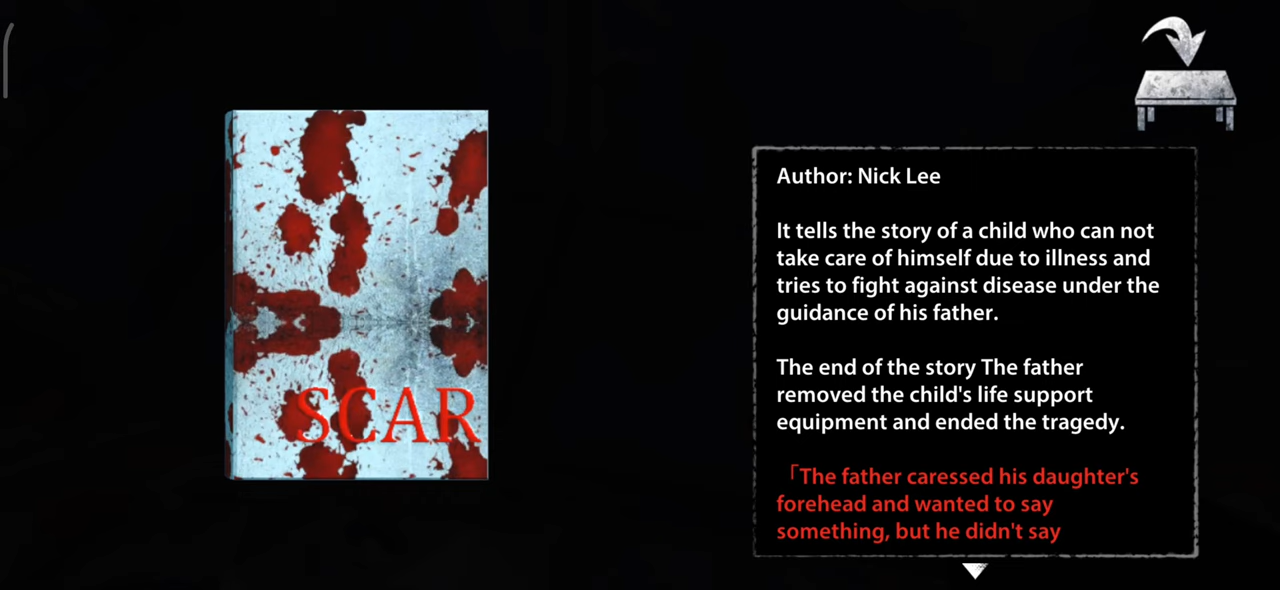 SCAR
Author: Nick Lee
It tells the story of a child who can not
take care of himself due to illness and
tries to fight against disease under the
guidance of his father.
The end of the story The father
removed the child's life support
equipment and ended the tragedy.
「The father caressed his daughter's
forehead and wanted to say
something, but he didn't say